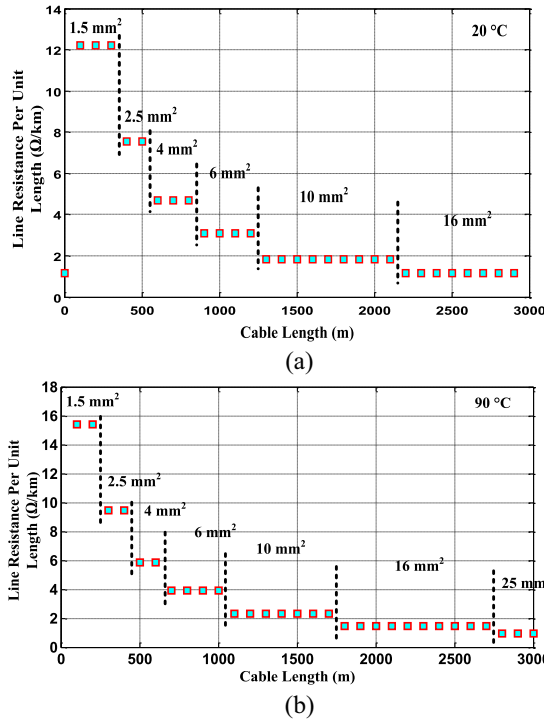 14
12
10
8
6
4
2
0
Line Resistance Per Unit
Length (Ω/km)
1.5 mm²
2.5 mm²
4 mm²
6 mm²
10 mm²
16 mm²
20 °C
0 500 1000 1500 2000 2500 3000
Cable Length (m)
(a)
18
16
14
12
10
8
6
4
2
0
Line Resistance Per Unit
Length (Ω/km)
1.5 mm²
2.5 mm²
4 mm²
6 mm²
10 mm²
16 mm²
25 mm
90 °C
0 500 1000 1500 2000 2500 3000
Cable Length (m)
(b)